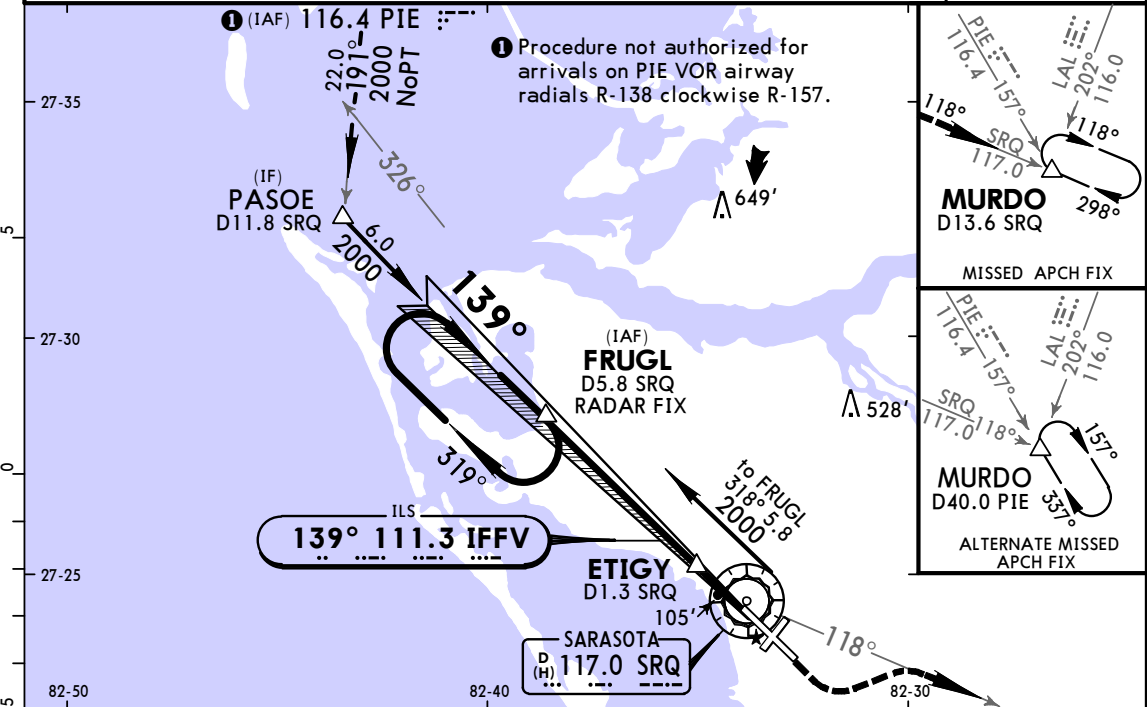 ❶ (IAF) 116.4 PIE
22.0
191°
2000
NoPT
❶ Procedure not authorized for
arrivals on PIE VOR airway
radials R-138 clockwise R-157.
27-35
326°
(IF)
PASOE
D11.8 SRQ
6.0
2000
649'
5
139°
27-30
(IAF)
FRUGL
D5.8 SRQ
RADAR FIX
528'
319°
0
to FRUGL
318° 5.8
2000
ILS
139° 111.3 IFFV
ETIGY
D1.3 SRQ
27-25
105'
SARASOTA
D
(H) 117.0 SRQ
118°
5
82-50
82-40
82-30
PIE
116.4
157°
LAL
202°
116.0
118°
SRQ
117.0
118°
298°
MURDO
D13.6 SRQ
MISSED APCH FIX
PIE
116.4
157°
LAL
202°
116.0
SRQ
117.0
118°
157°
337°
MURDO
D40.0 PIE
ALTERNATE MISSED
APCH FIX